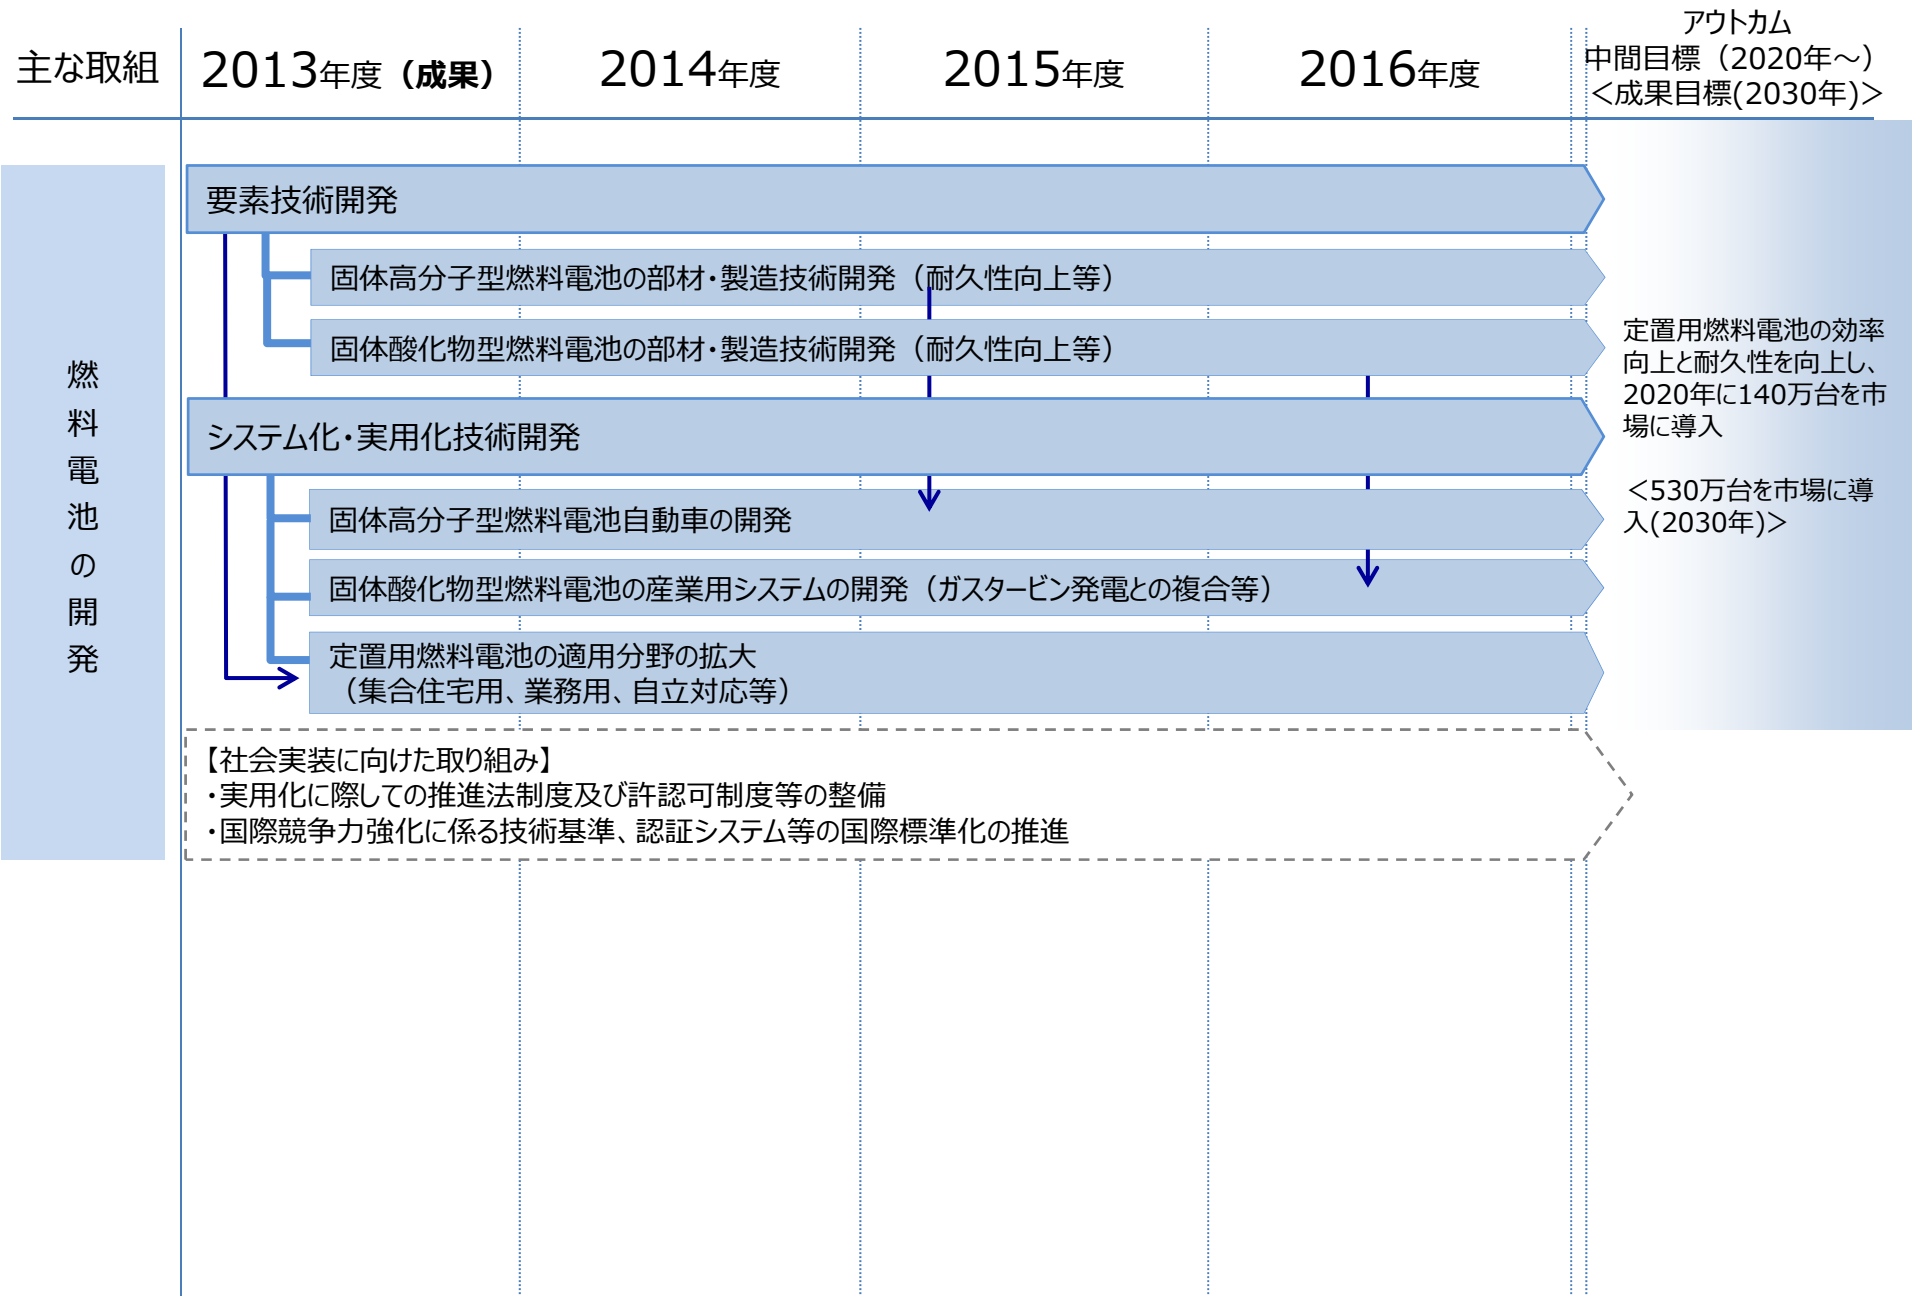 主な取組
2013年度（成果）
2014年度
2015年度
2016年度
アウトカム
中間目標（2020年～）
＜成果目標(2030年)＞
燃料電池の開発
要素技術開発
固体高分子型燃料電池の部材・製造技術開発（耐久性向上等）
固体酸化物型燃料電池の部材・製造技術開発（耐久性向上等）
システム化・実用化技術開発
固体高分子型燃料電池自動車の開発
固体酸化物型燃料電池の産業用システムの開発（ガスタービン発電との複合等）
定置用燃料電池の適用分野の拡大
（集合住宅用、業務用、自立対応等）
定置用燃料電池の効率
向上と耐久性を向上し、
2020年に140万台を市
場に導入
＜530万台を市場に導
入(2030年)＞
【社会実装に向けた取り組み】
・実用化に際しての推進法制度及び許認可制度等の整備
・国際競争力強化に係る技術基準、認証システム等の国際標準化の推進